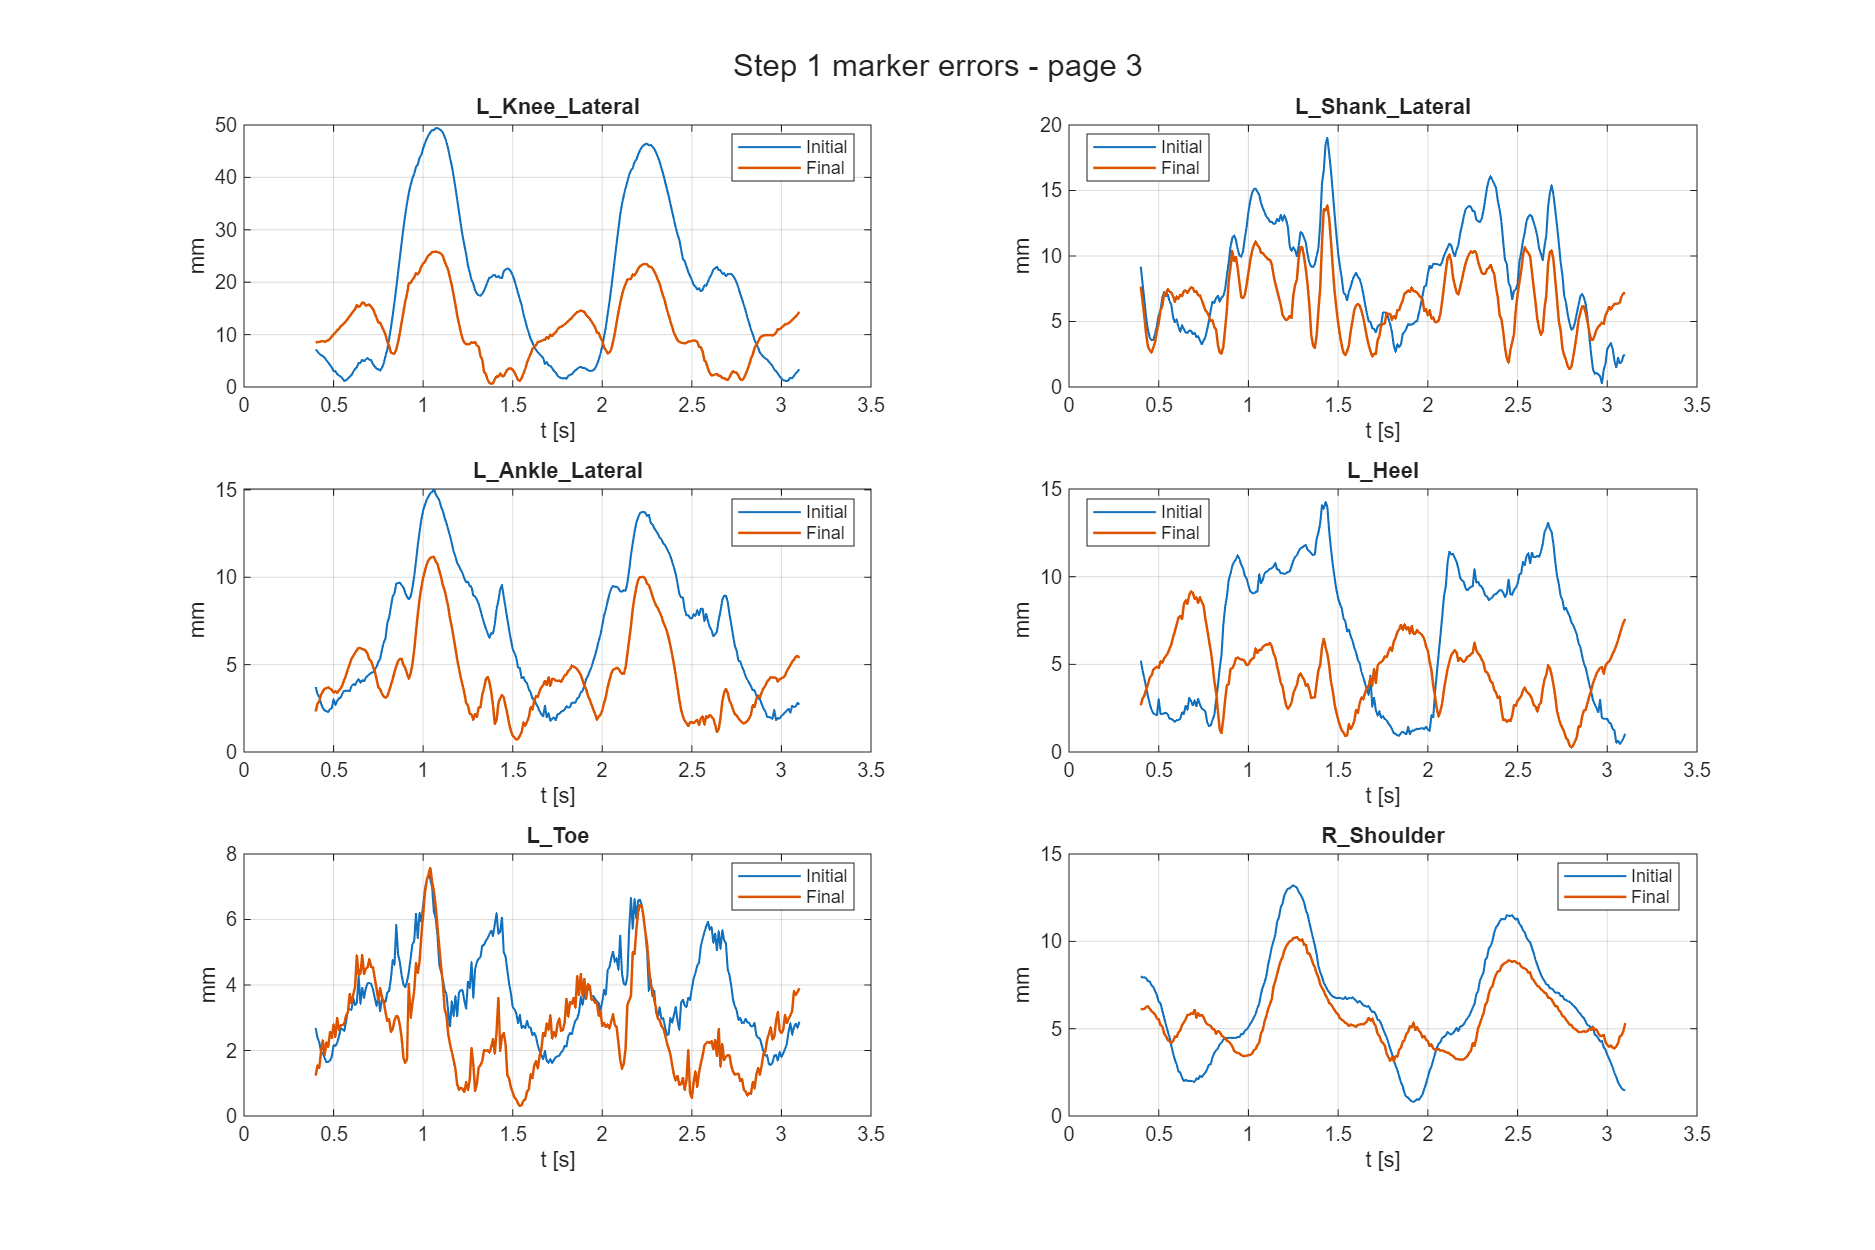 Step 1 marker errors - page 3
L_Knee_Lateral
50
40
30
20
10
0
mm
Initial
Final
0 0.5 1 1.5 2 2.5 3 3.5
t [s]
L_Shank_Lateral
20
15
10
5
0
mm
Initial
Final
0 0.5 1 1.5 2 2.5 3 3.5
t [s]
L_Ankle_Lateral
15
10
5
0
mm
Initial
Final
0 0.5 1 1.5 2 2.5 3 3.5
t [s]
L_Heel
15
10
5
0
mm
Initial
Final
0 0.5 1 1.5 2 2.5 3 3.5
t [s]
L_Toe
8
6
4
2
0
mm
Initial
Final
0 0.5 1 1.5 2 2.5 3 3.5
t [s]
R_Shoulder
15
10
5
0
mm
Initial
Final
0 0.5 1 1.5 2 2.5 3 3.5
t [s]